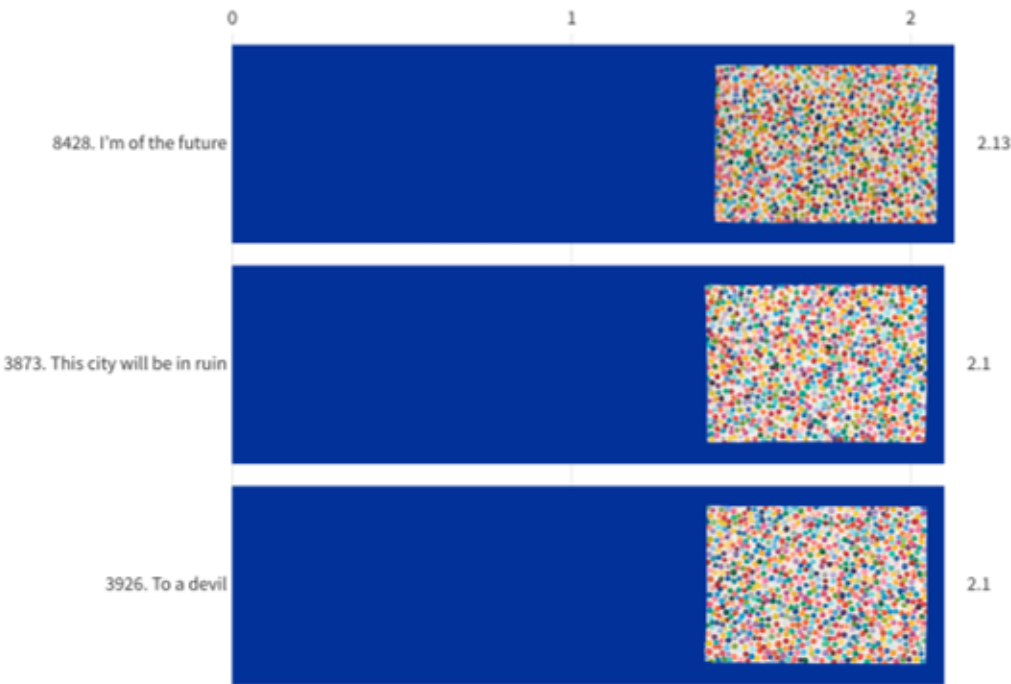 0 1 2
8428. I'm of the future 2.13
3873. This city will be in ruin 2.1
3926. To a devil 2.1